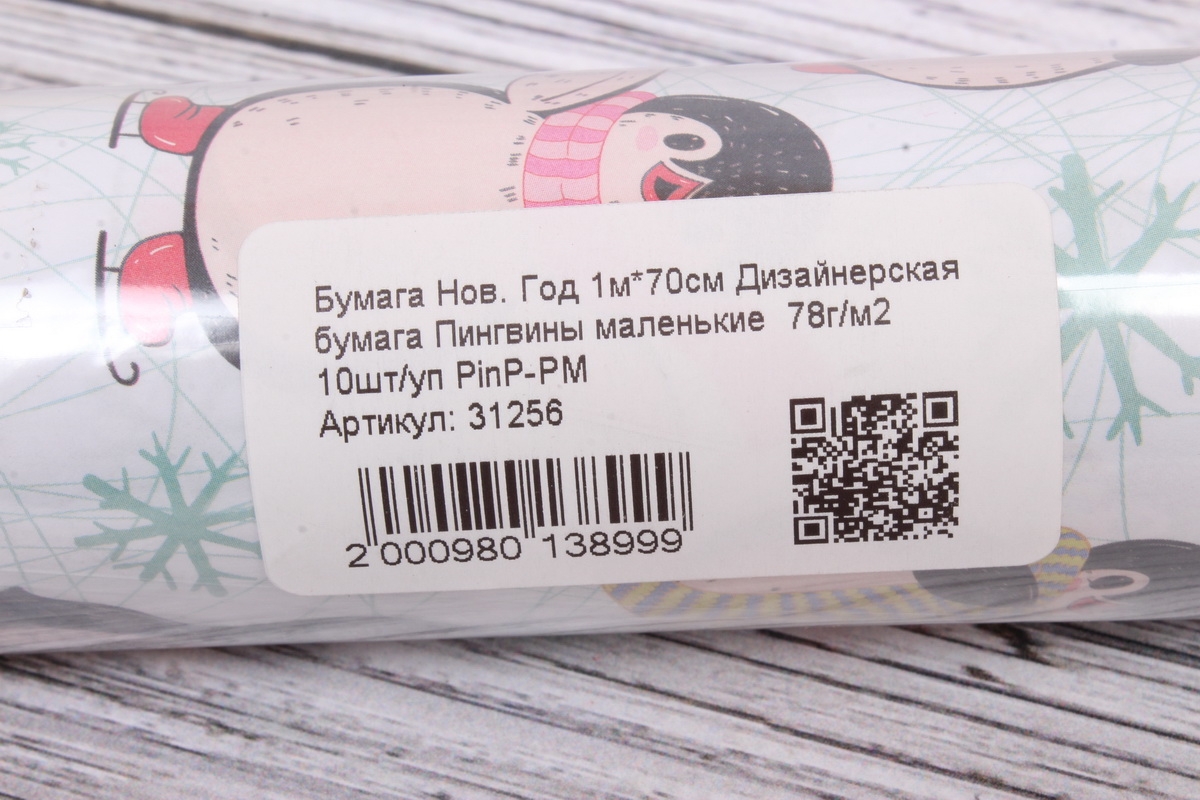 Бумага Нов. Год 1м*70см Дизайнерская
бумага Пингвины маленькие 78г/м2
10шт/уп PinP-PM
Артикул: 31256
2 000980 138999